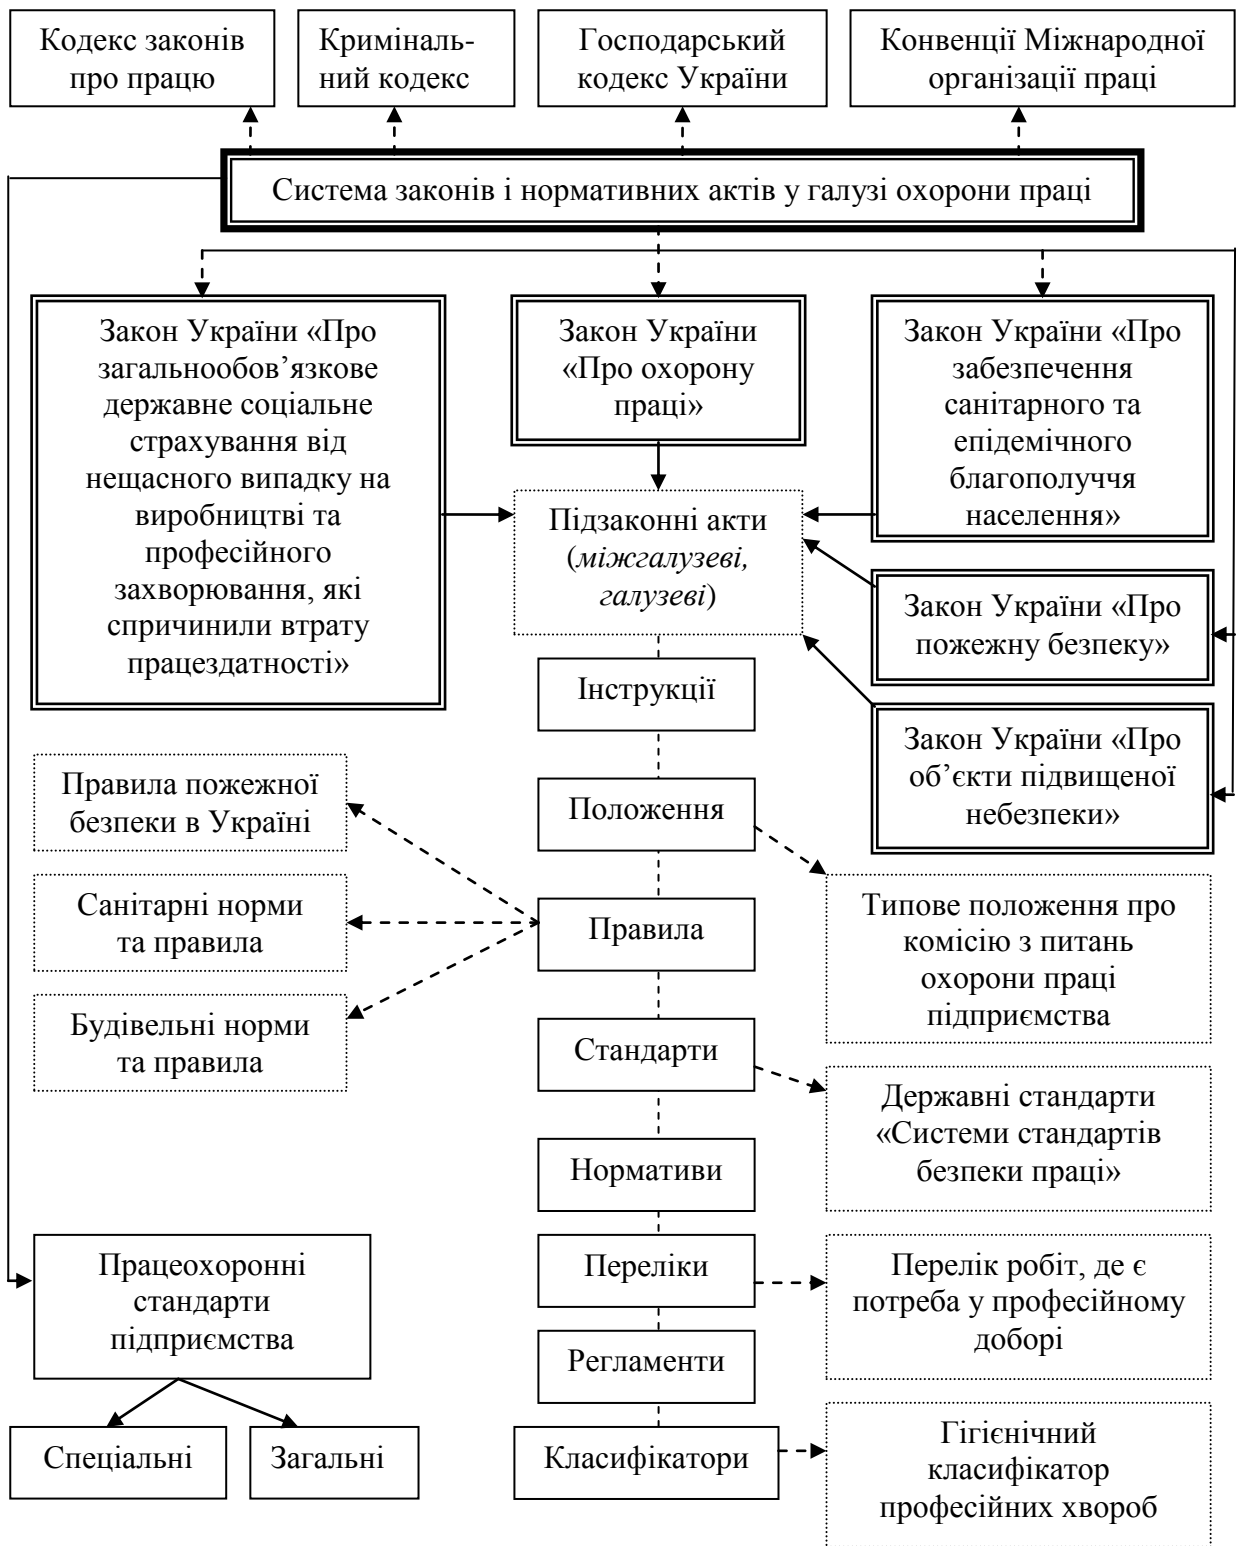 Кодекс законів
про працю
Криміналь-
ний кодекс
Господарський
кодекс України
Конвенції Міжнародної
організації праці
Система законів і нормативних актів у галузі охорони праці
Закон України «Про
загальнообов’язкове
державне соціальне
страхування від
нещасного випадку на
виробництві та
професійного
захворювання, які
спричинили втрату
працездатності»
Закон України
«Про охорону
праці»
Закон України «Про
забезпечення
санітарного та
епідемічного
благополуччя
населення»
Підзаконні акти
(міжгалузеві,
галузеві)
Закон України «Про
пожежну безпеку»
Інструкції
Закон України «Про
об’єкти підвищеної
небезпеки»
Правила пожежної
безпеки в Україні
Положення
Санітарні норми
та правила
Правила
Типове положення про
комісію з питань
охорони праці
підприємства
Будівельні норми
та правила
Стандарти
Державні стандарти
«Системи стандартів
безпеки праці»
Нормативи
Працеохоронні
стандарти
підприємства
Переліки
Перелік робіт, де є
потреба у професійному
доборі
Регламенти
Спеціальні
Загальні
Класифікатори
Гігієнічний
класифікатор
професійних хвороб